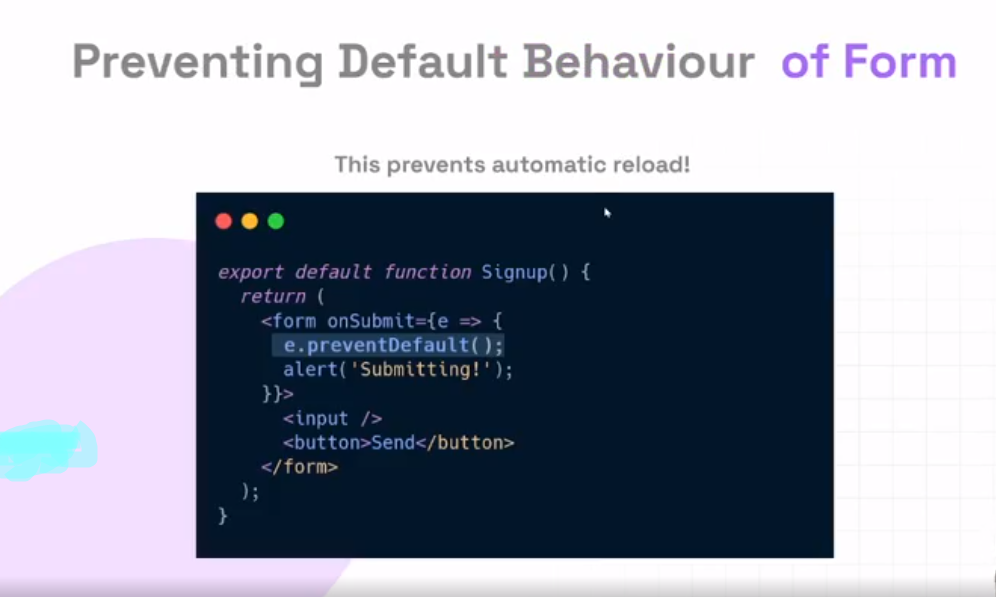 Preventing Default Behaviour of Form
This prevents automatic reload!
export default function Signup() {
  return (
    <form onSubmit={e => {
      e.preventDefault();
      alert('Submitting!');
    }}>
      <input />
      <button>Send</button>
    </form>
  );
}